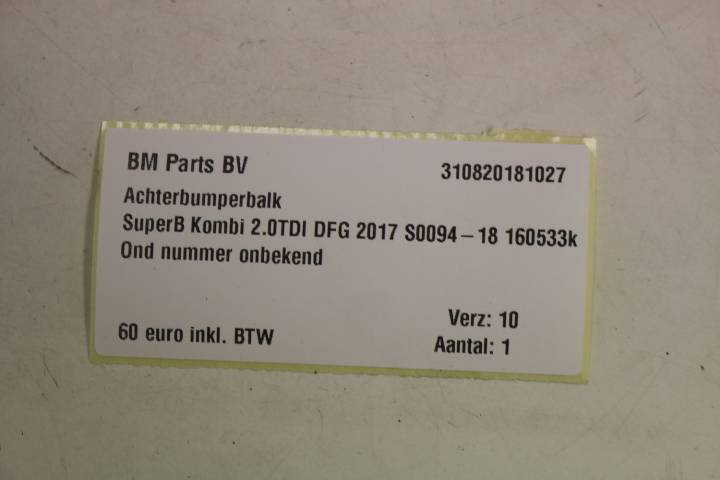 BM Parts BV 310820181027
Achterbumperbalk
SuperB Kombi 2.0TDI DFG 2017 S0094-18 160533k
Ond nummer onbekend
Verz: 10
60 euro inkl. BTW Aantal: 1